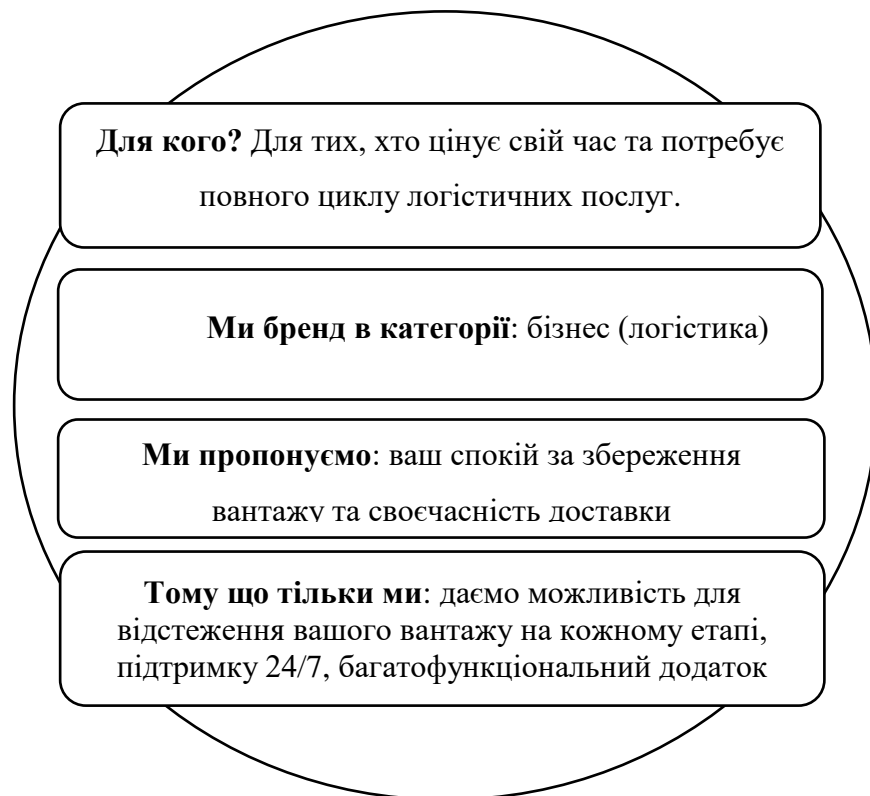 Для кого? Для тих, хто цінує свій час та потребує
повного циклу логістичних послуг.
Ми бренд в категорії: бізнес (логістика)
Ми пропонуємо: ваш спокій за збереження
вантажу та своєчасність доставки
Тому що тільки ми: даємо можливість для
відстеження вашого вантажу на кожному етапі,
підтримку 24/7, багатофункціональний додаток